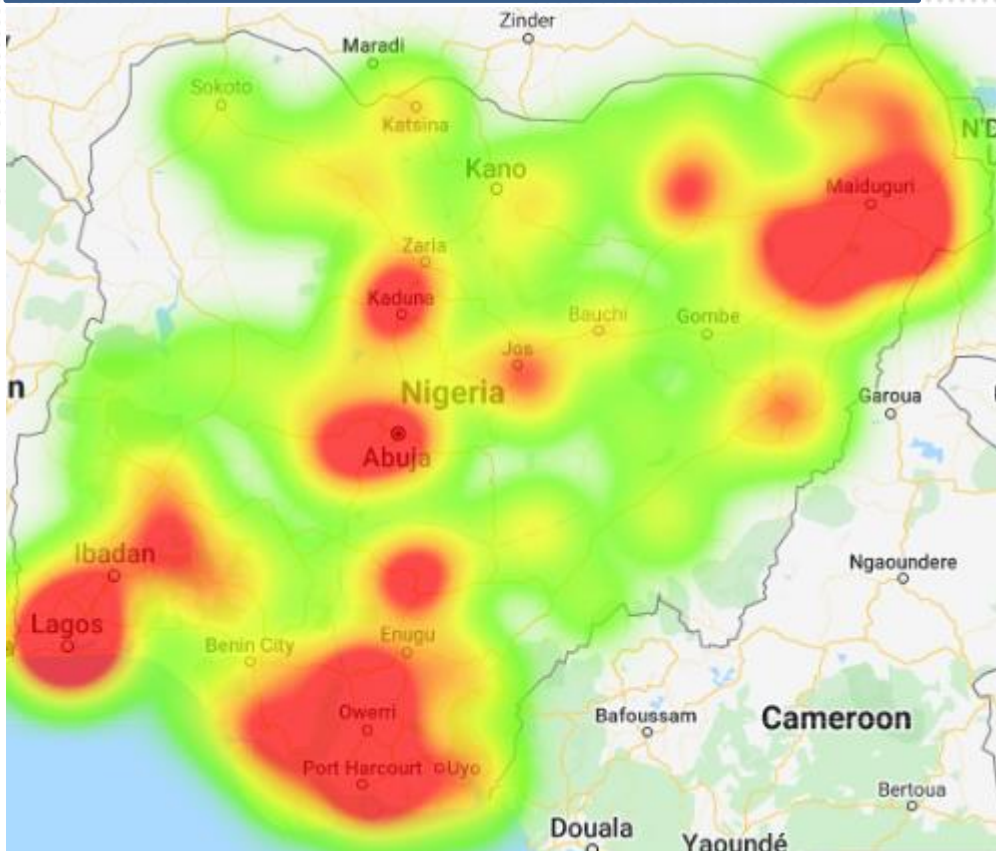 Zinder
Maradi
Sokoto
Katsina
Kano
Maiduguri
Zaria
Kaduna
Bauchi
Gombe
Jos
Nigeria
Garoua
Abuja
Ibadan
Ngaoundere
Lagos
Benin City
Enugu
Owerri
Bafoussam
Cameroon
Port Harcourt
Uyo
Bertoua
Douala
Yaoundé